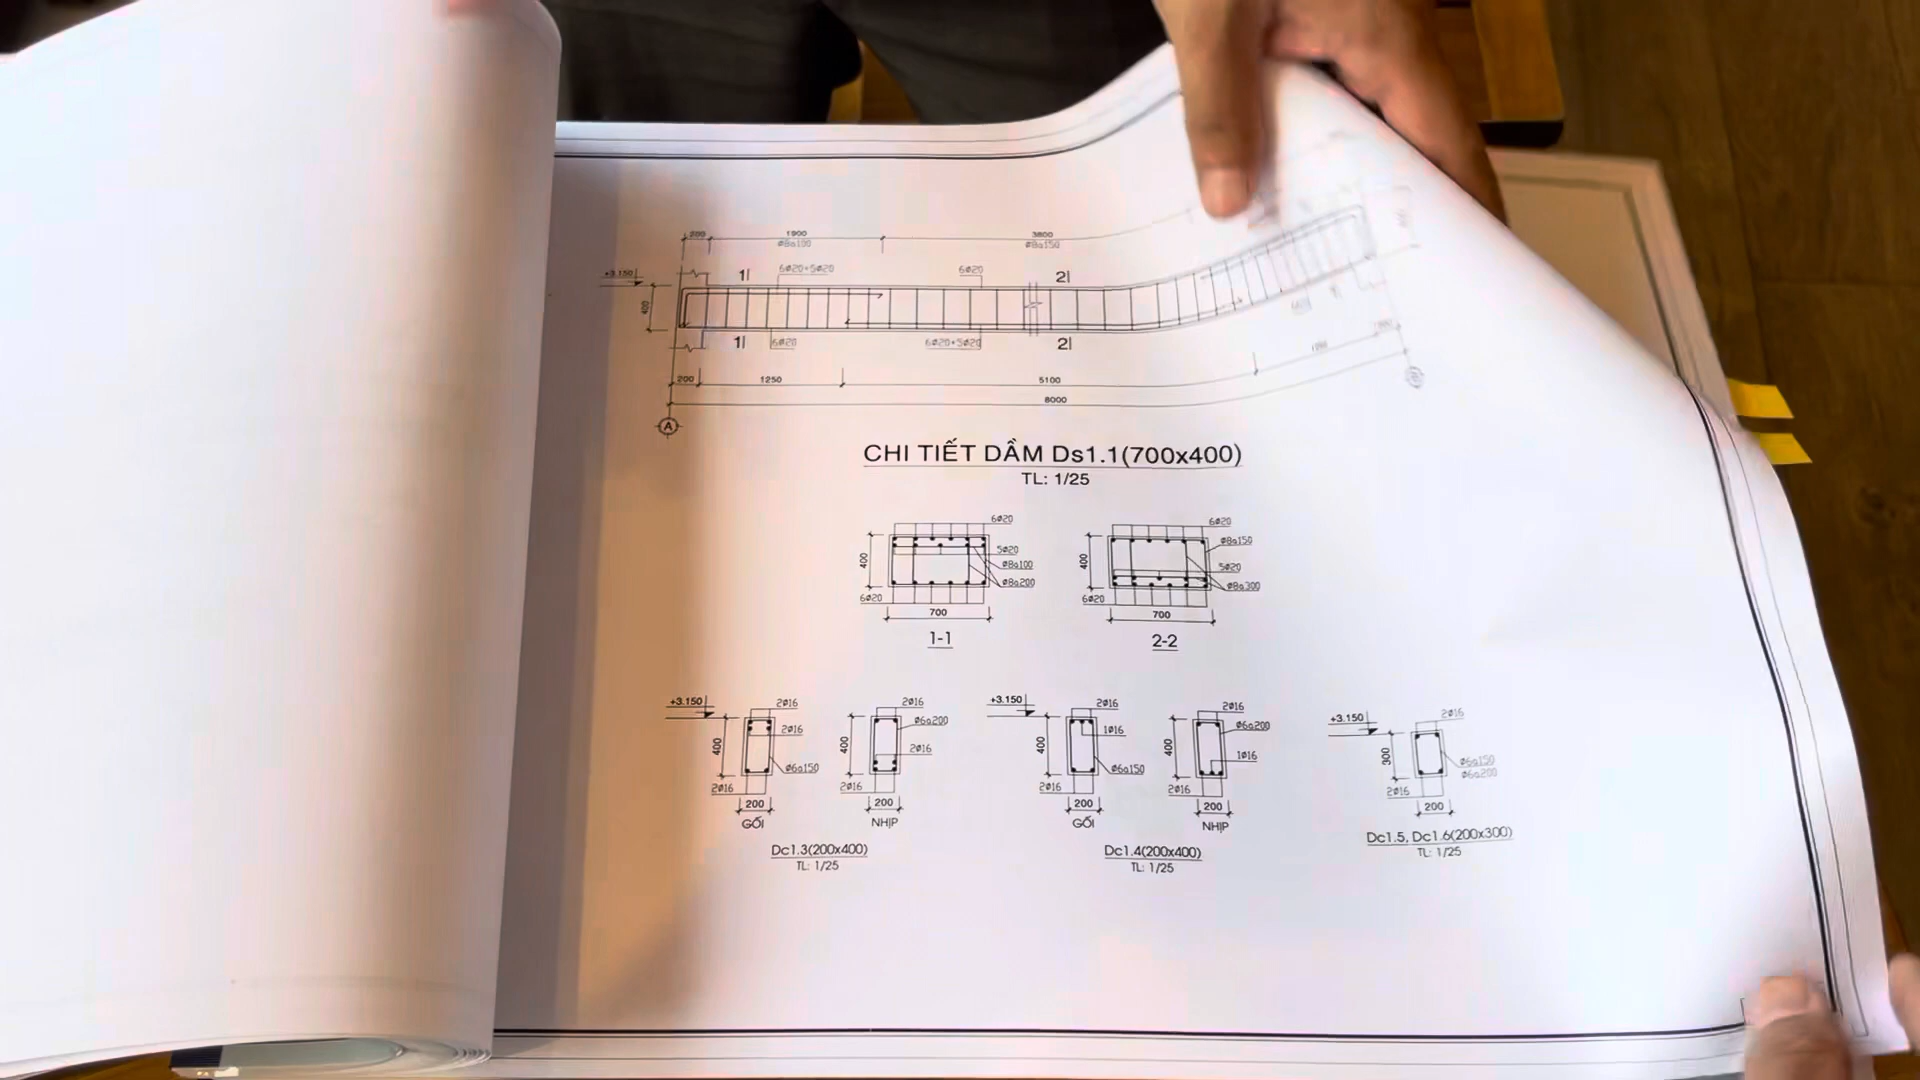 200 1900 3800
Ø8a100 Ø8a150
+3.150 1| 6Ø20+5Ø20 6Ø20 2|
400
1| 6Ø20 6Ø20+5Ø20 2|
200 1250 5100
8000
A
CHI TIẾT DẦM Ds1.1(700x400)
TL: 1/25
6Ø20 6Ø20
400 5Ø20 400 Ø8a150
Ø8a100 5Ø20
Ø8a200 Ø8a300
6Ø20 6Ø20
700 700
1-1 2-2
+3.150 2Ø16 2Ø16 +3.150 2Ø16 2Ø16 +3.150 2Ø16
2Ø16 Ø6a200 1Ø16 Ø6a200
400 400 2Ø16 400 400 1Ø16 300
Ø6a150 Ø6a150 Ø6a150
Ø6a200
2Ø16 2Ø16 2Ø16 2Ø16 2Ø16
200 200 200 200 200
GỐI NHỊP GỐI NHỊP
Dc1.3(200x400) Dc1.4(200x400) Dc1.5, Dc1.6(200x300)
TL: 1/25 TL: 1/25 TL: 1/25